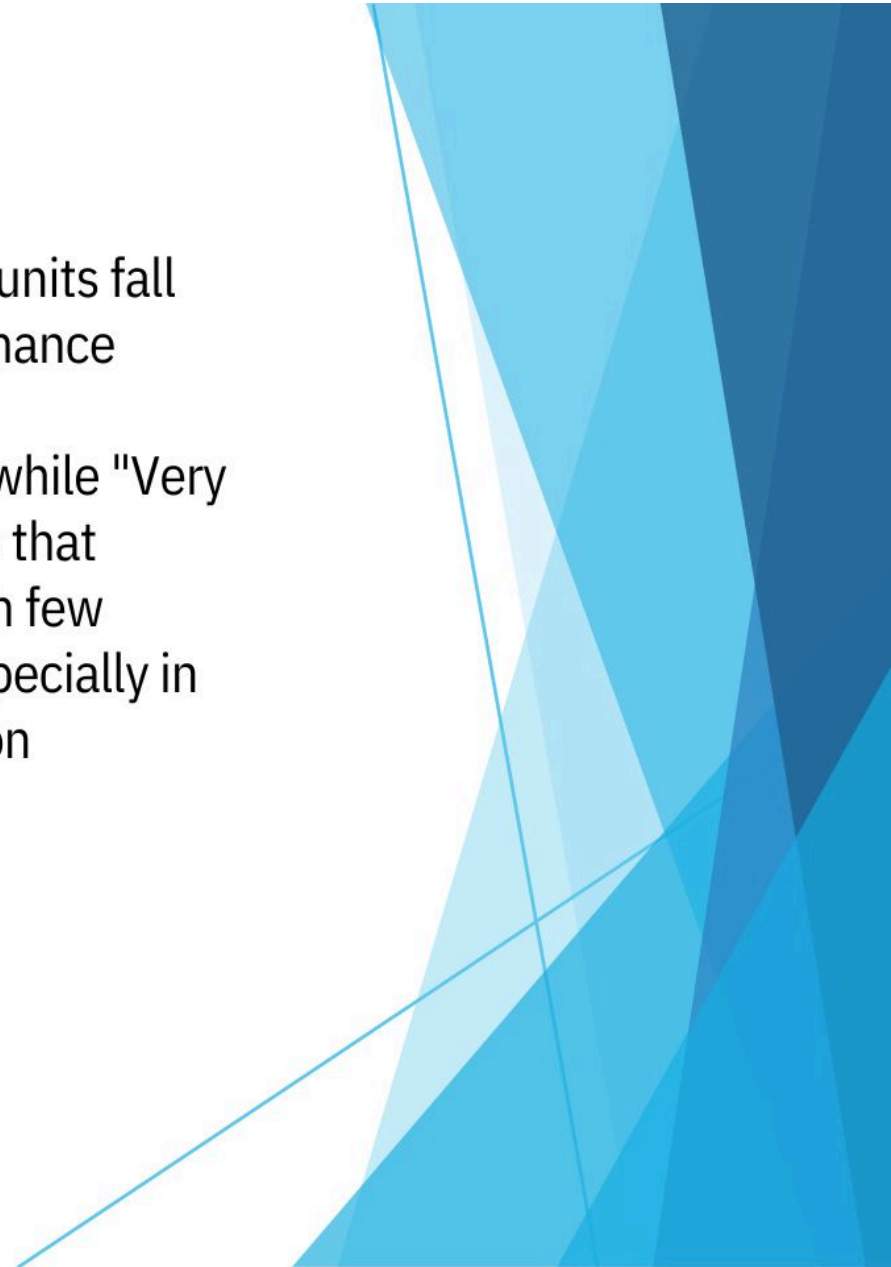 units fall
nance
while "Very
that
n few
pecially in
on